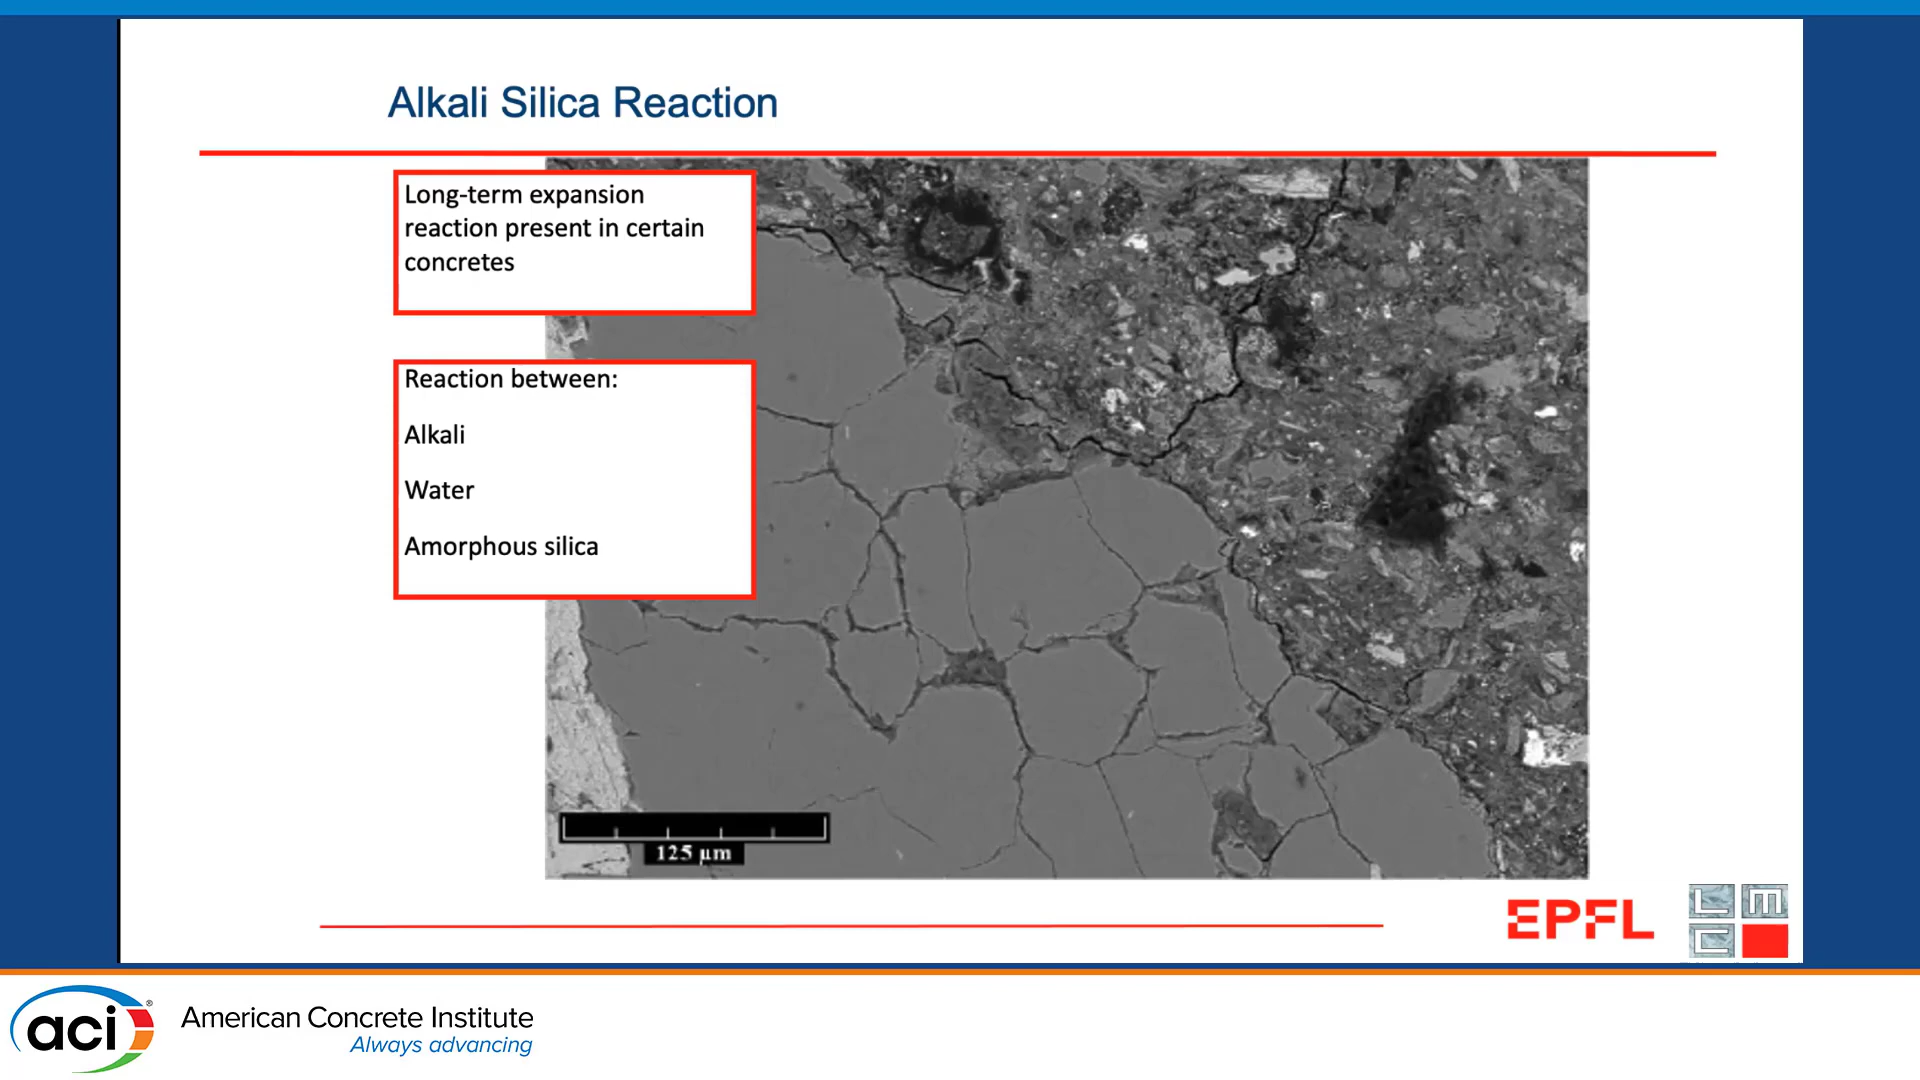 Alkali Silica Reaction
Long-term expansion
reaction present in certain
concretes
Reaction between:
Alkali
Water
Amorphous silica
125 µm
EPFL
L M
C
aci®
American Concrete Institute
Always advancing